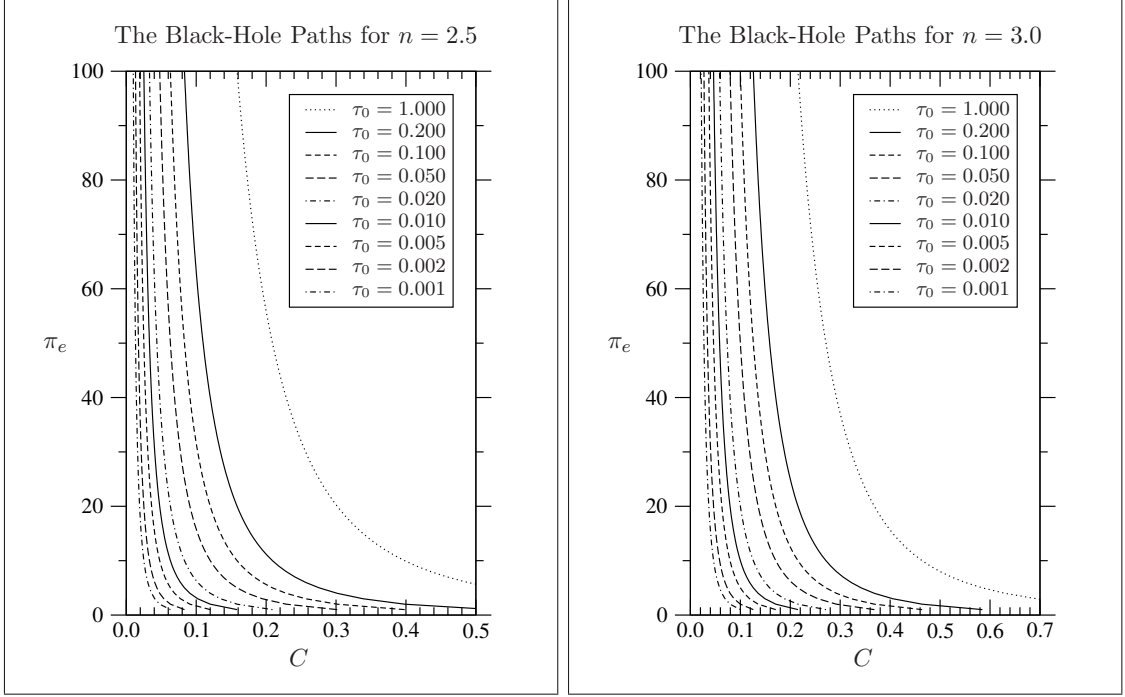 The Black-Hole Paths for n = 2.5
100
80
60
40
20
0
π_e
τ_0 = 1.000
τ_0 = 0.200
τ_0 = 0.100
τ_0 = 0.050
τ_0 = 0.020
τ_0 = 0.010
τ_0 = 0.005
τ_0 = 0.002
τ_0 = 0.001
0.0 0.1 0.2 0.3 0.4 0.5
C
The Black-Hole Paths for n = 3.0
100
80
60
40
20
0
π_e
τ_0 = 1.000
τ_0 = 0.200
τ_0 = 0.100
τ_0 = 0.050
τ_0 = 0.020
τ_0 = 0.010
τ_0 = 0.005
τ_0 = 0.002
τ_0 = 0.001
0.0 0.1 0.2 0.3 0.4 0.5 0.6 0.7
C